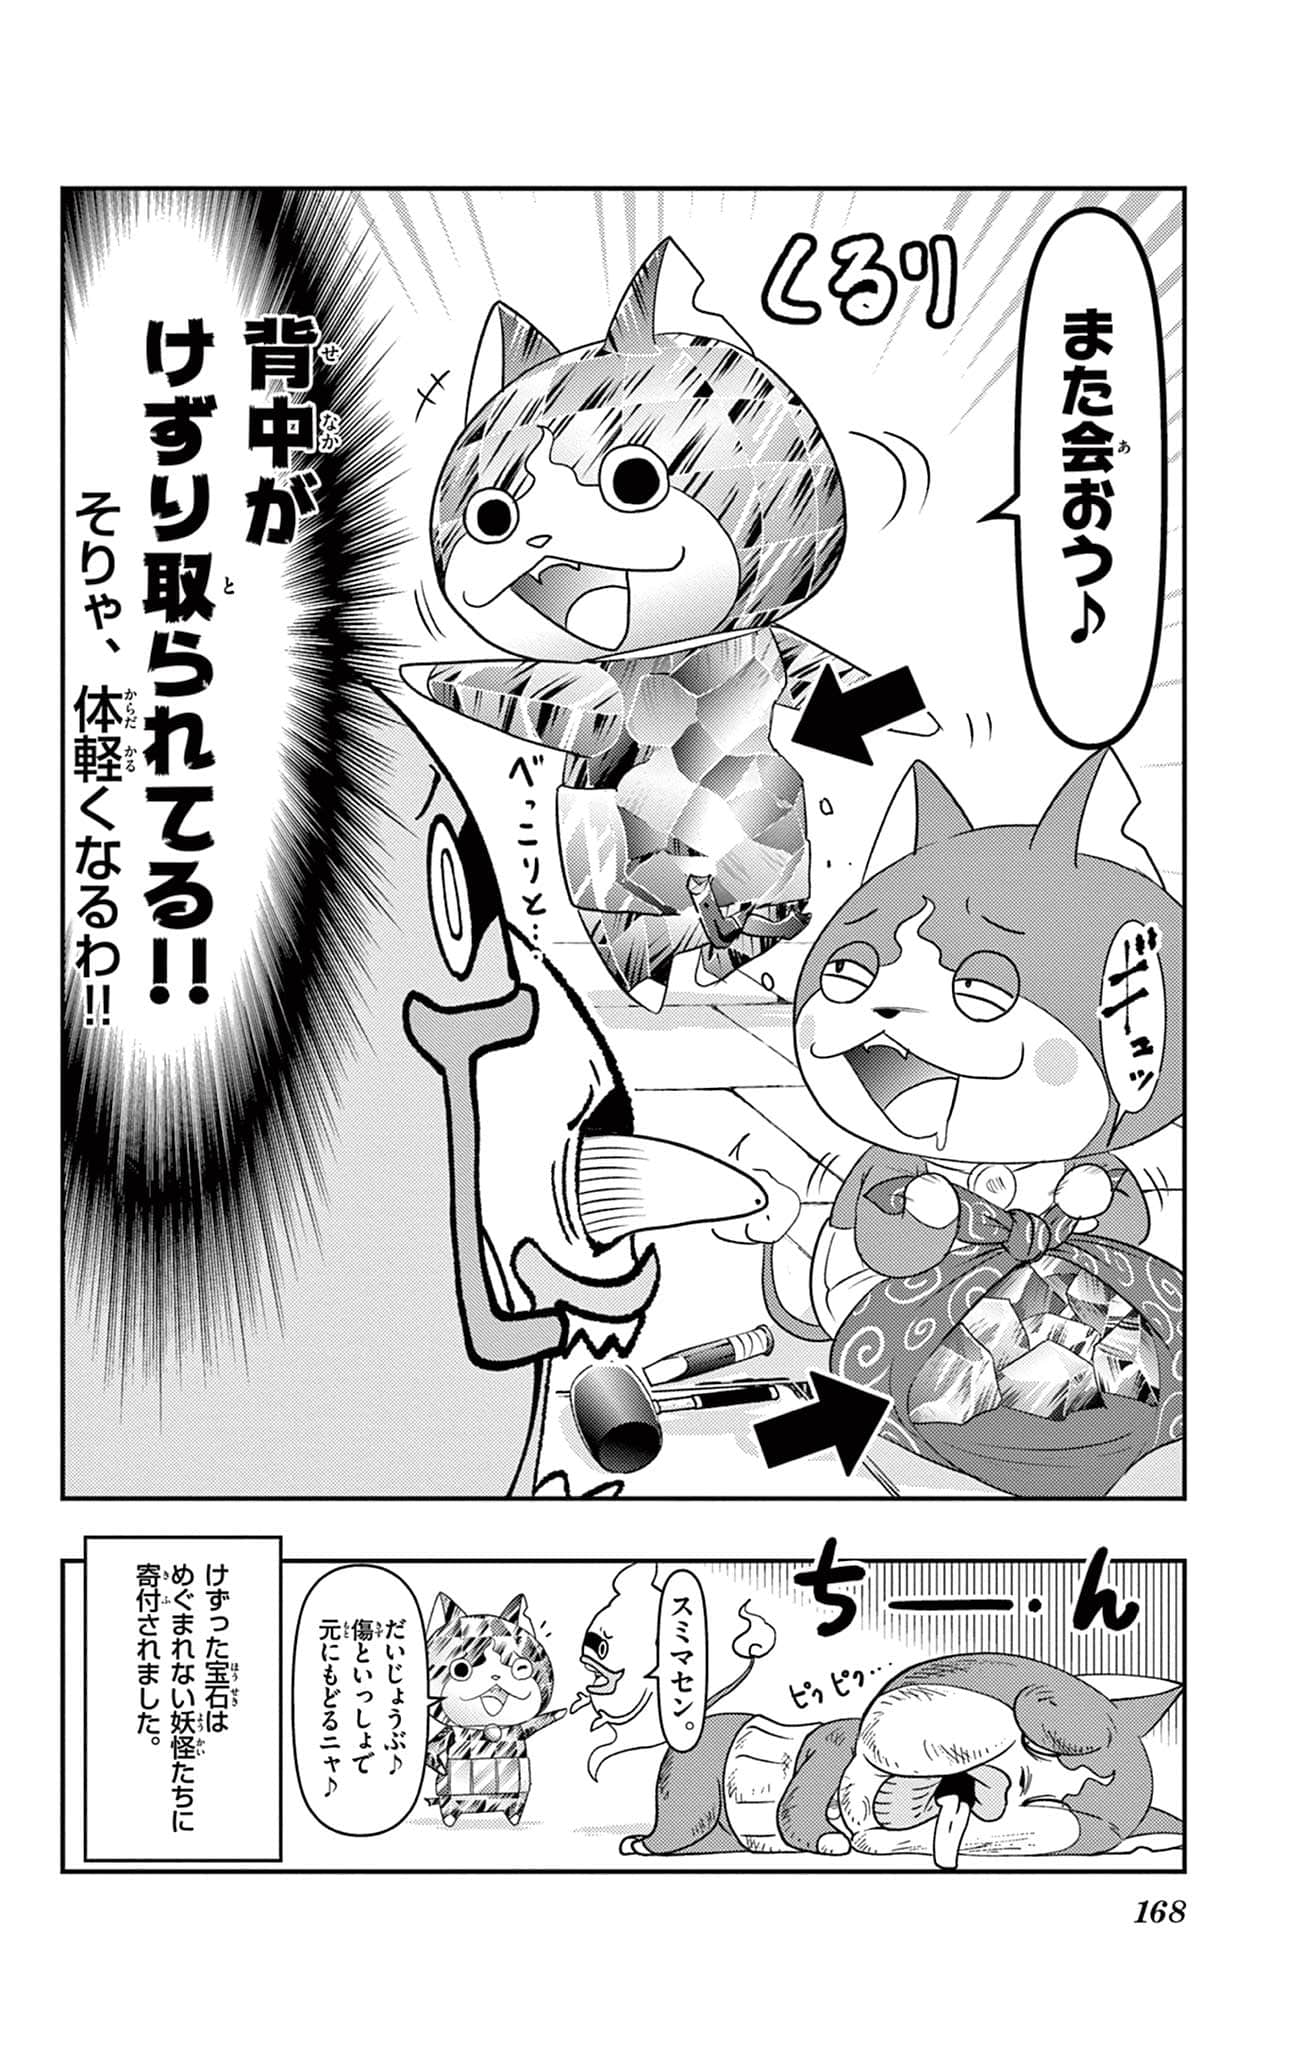 また会おう♪
くるり
べこりと…。
ギュッ
背中が
けずり取られてる!!
そりゃ、体軽くなるわ!!
ちーーん
ピク ピク…
スミマセン。
だいじょうぶ♪
傷といっしょで
元にもどるニャ♪
けずった宝石は
めぐまれない妖怪たちに
寄付されました。
168